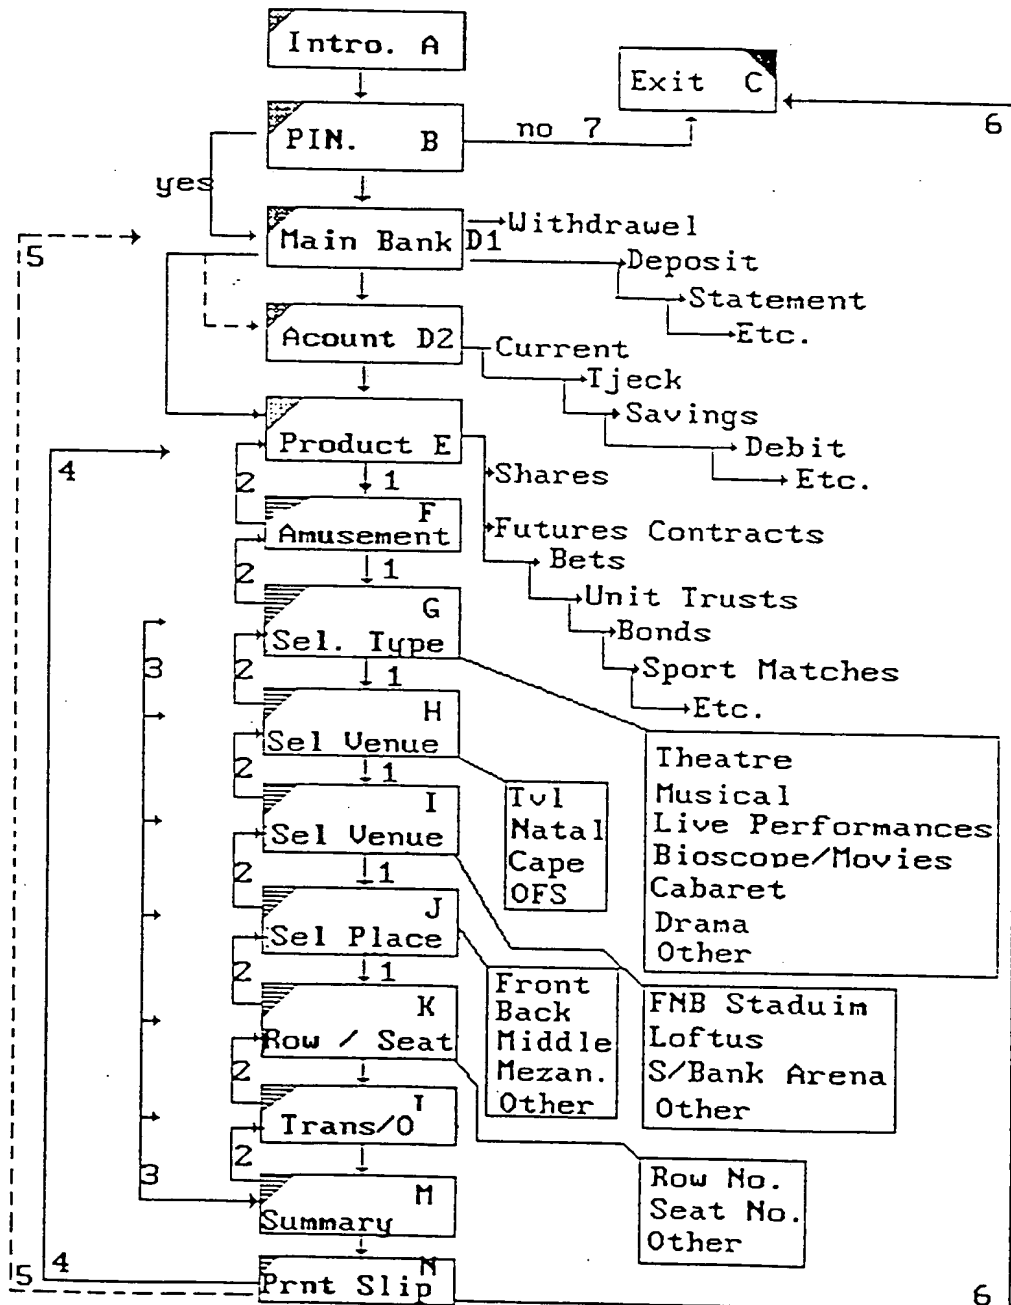 Intro. A
Exit C
6
PIN. B
no 7
yes
Main Bank D1
Withdrawel
5
Deposit
Statement
Etc.
Acount D2
Current
Tjeck
Savings
Debit
Etc.
Product E
4
2
1
Shares
F
Amusement
Futures Contracts
2
1
Bets
G
Unit Trusts
Sel. Type
Bonds
3
2
1
Sport Matches
Etc.
H
Sel Venue
2
1
Theatre
Musical
Live Performances
Bioscope/Movies
Cabaret
Drama
Other
Tvl
Natal
Cape
OFS
I
Sel Venue
2
1
J
Sel Place
2
1
Front
Back
Middle
Mezan.
Other
FNB Staduim
Loftus
S/Bank Arena
Other
K
Row / Seat
2
Trans/O
2
3
M
Summary
Row No.
Seat No.
Other
4
5
N
Prnt Slip
6